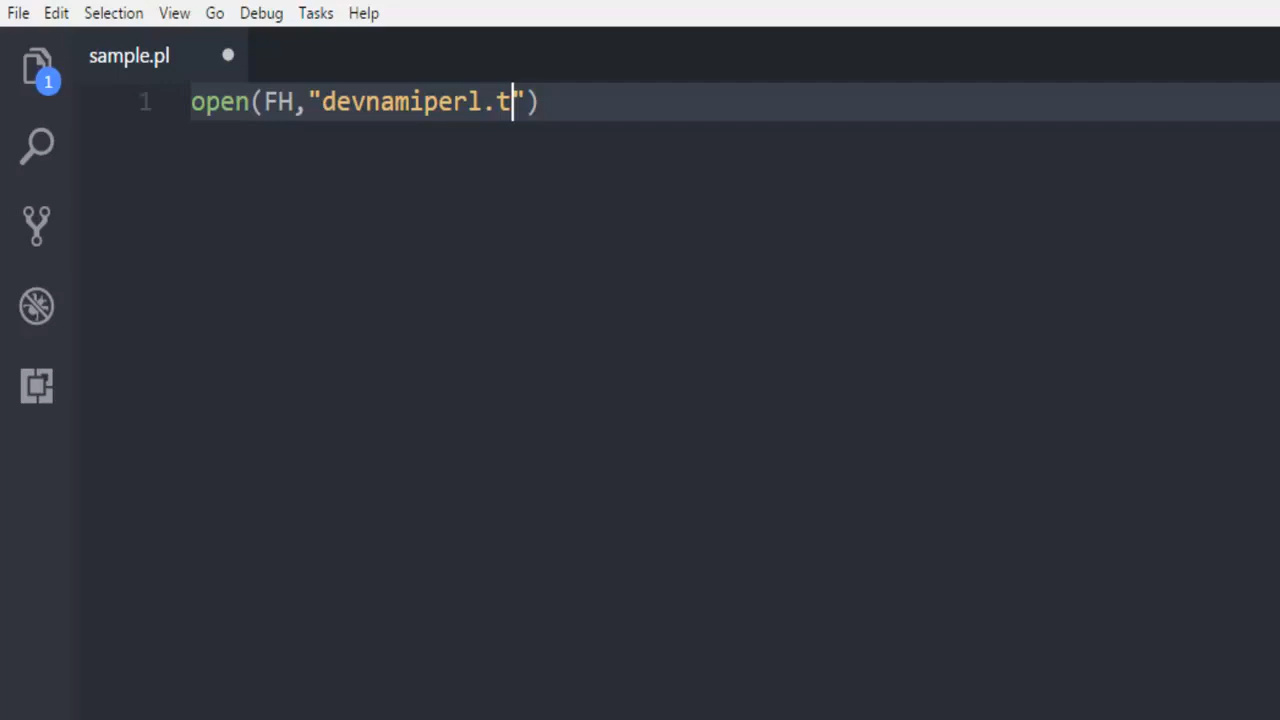 File Edit Selection View Go Debug Tasks Help
sample.pl
1
1 open(FH,"devnamiperl.t")